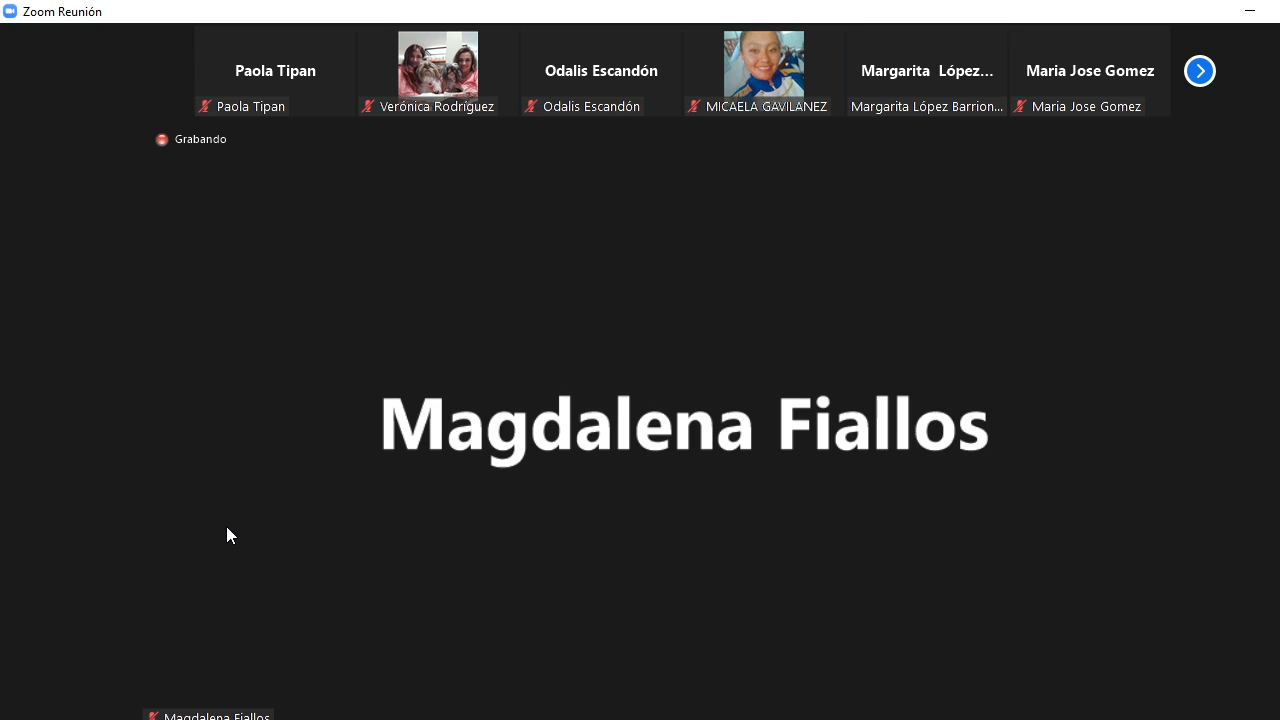 Zoom Reunión
Paola Tipan
Odalis Escandón
Margarita López...
Maria Jose Gomez
Paola Tipan
Verónica Rodríguez
Odalis Escandón
MICAELA GAVILANEZ
Margarita López Barrion...
Maria Jose Gomez
Grabando
Magdalena Fiallos
Magdalena Fiallos